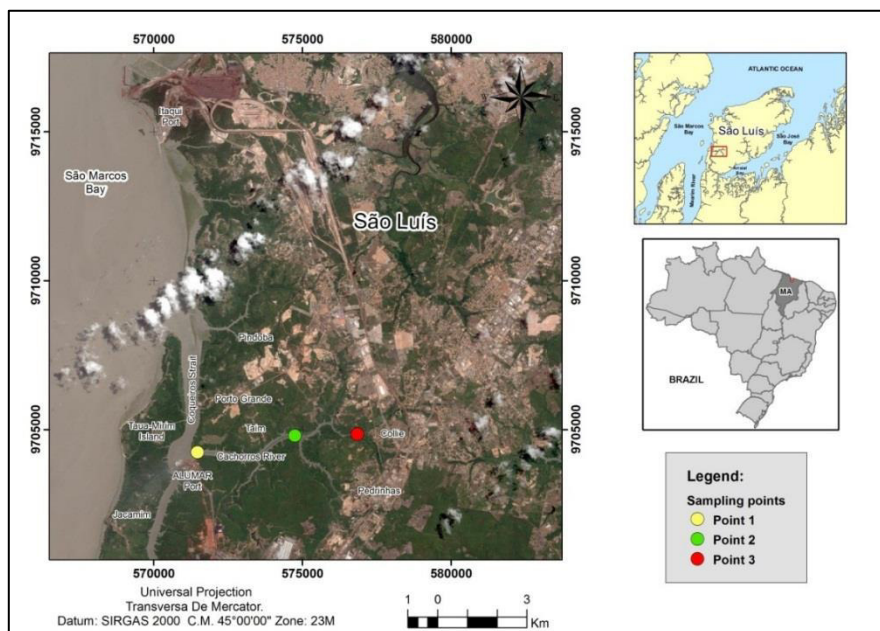 570000
575000
580000
9715000
9710000
9705000
Itaqui
Port
São Marcos
Bay
São Luís
Pindoba
Coqueiros Strait
Porto Grande
Taua-Mirim
Island
Taim
Collie
Cachorros River
ALUMAR
Port
Pedrinhas
Jacamim
9715000
9710000
9705000
570000
575000
580000
Universal Projection
Transversa De Mercator.
Datum: SIRGAS 2000 C.M. 45°00'00" Zone: 23M
1 0 3
Km
ATLANTIC OCEAN
São Marcos
Bay
São Luís
São José
Bay
MA
BRAZIL
Legend:
Sampling points
Point 1
Point 2
Point 3